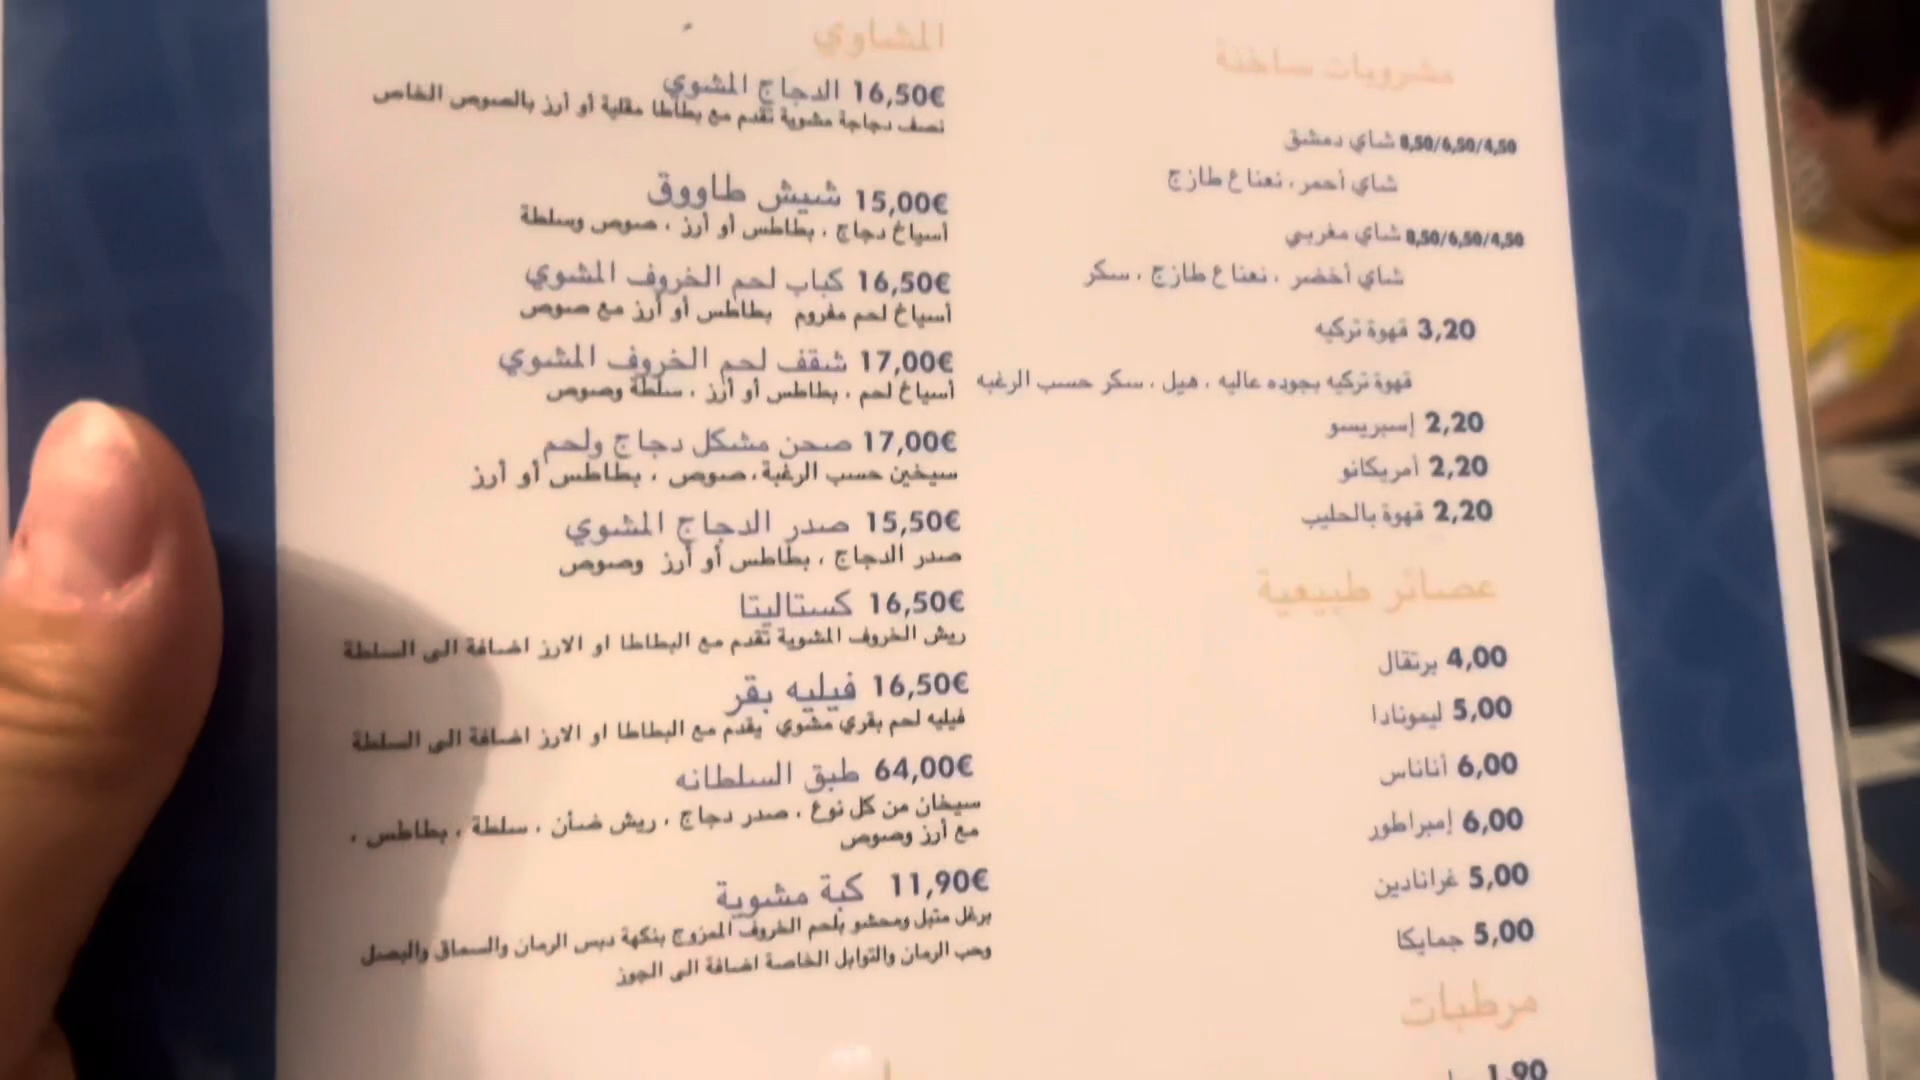 المشاوي
الدجاج المشوي 16,50€
نصف دجاجة مشوية تقدم مع بطاطا مقلية أو أرز بالصوص الخاص
شيش طاووق 15,00€
أسياخ دجاج ، بطاطس أو أرز ، صوص وسلطة
كباب لحم الخروف المشوي 16,50€
أسياخ لحم مفروم بطاطس أو أرز مع صوص
شقف لحم الخروف المشوي 17,00€
أسياخ لحم ، بطاطس أو أرز ، سلطة وصوص
صحن مشكل دجاج ولحم 17,00€
سيخين حسب الرغبة، صوص ، بطاطس أو أرز
صدر الدجاج المشوي 15,50€
صدر الدجاج ، بطاطس أو أرز وصوص
كستاليتا 16,50€
ريش الخروف المشوية تقدم مع البطاطا او الارز اضافة الى السلطة
فيليه بقر 16,50€
فيليه لحم بقري مشوي يقدم مع البطاطا او الارز اضافة الى السلطة
طبق السلطانه 64,00€
سيخان من كل نوع ، صدر دجاج ، ريش ضأن ، سلطة ، بطاطس ،
مع أرز وصوص
كبة مشوية 11,90€
برغل متبل ومحشو بلحم الخروف الممزوج بنكهة دبس الرمان والسماق والبصل
وحب الرمان والتوابل الخاصة اضافة الى الجوز
مشروبات ساخنة
شاي دمشق 8,50/6,50/4,50
شاي أحمر، نعناع طازج
شاي مغربي 8,50/6,50/4,50
شاي أخضر ، نعناع طازج ، سكر
قهوة تركيه 3,20
قهوة تركيه بجوده عاليه ، هيل ، سكر حسب الرغبه
إسبريسو 2,20
أمريكانو 2,20
قهوة بالحليب 2,20
عصائر طبيعية
برتقال 4,00
ليمونادا 5,00
أناناس 6,00
إمبراطور 6,00
غرانادين 5,00
جمايكا 5,00
مرطبات
1,90